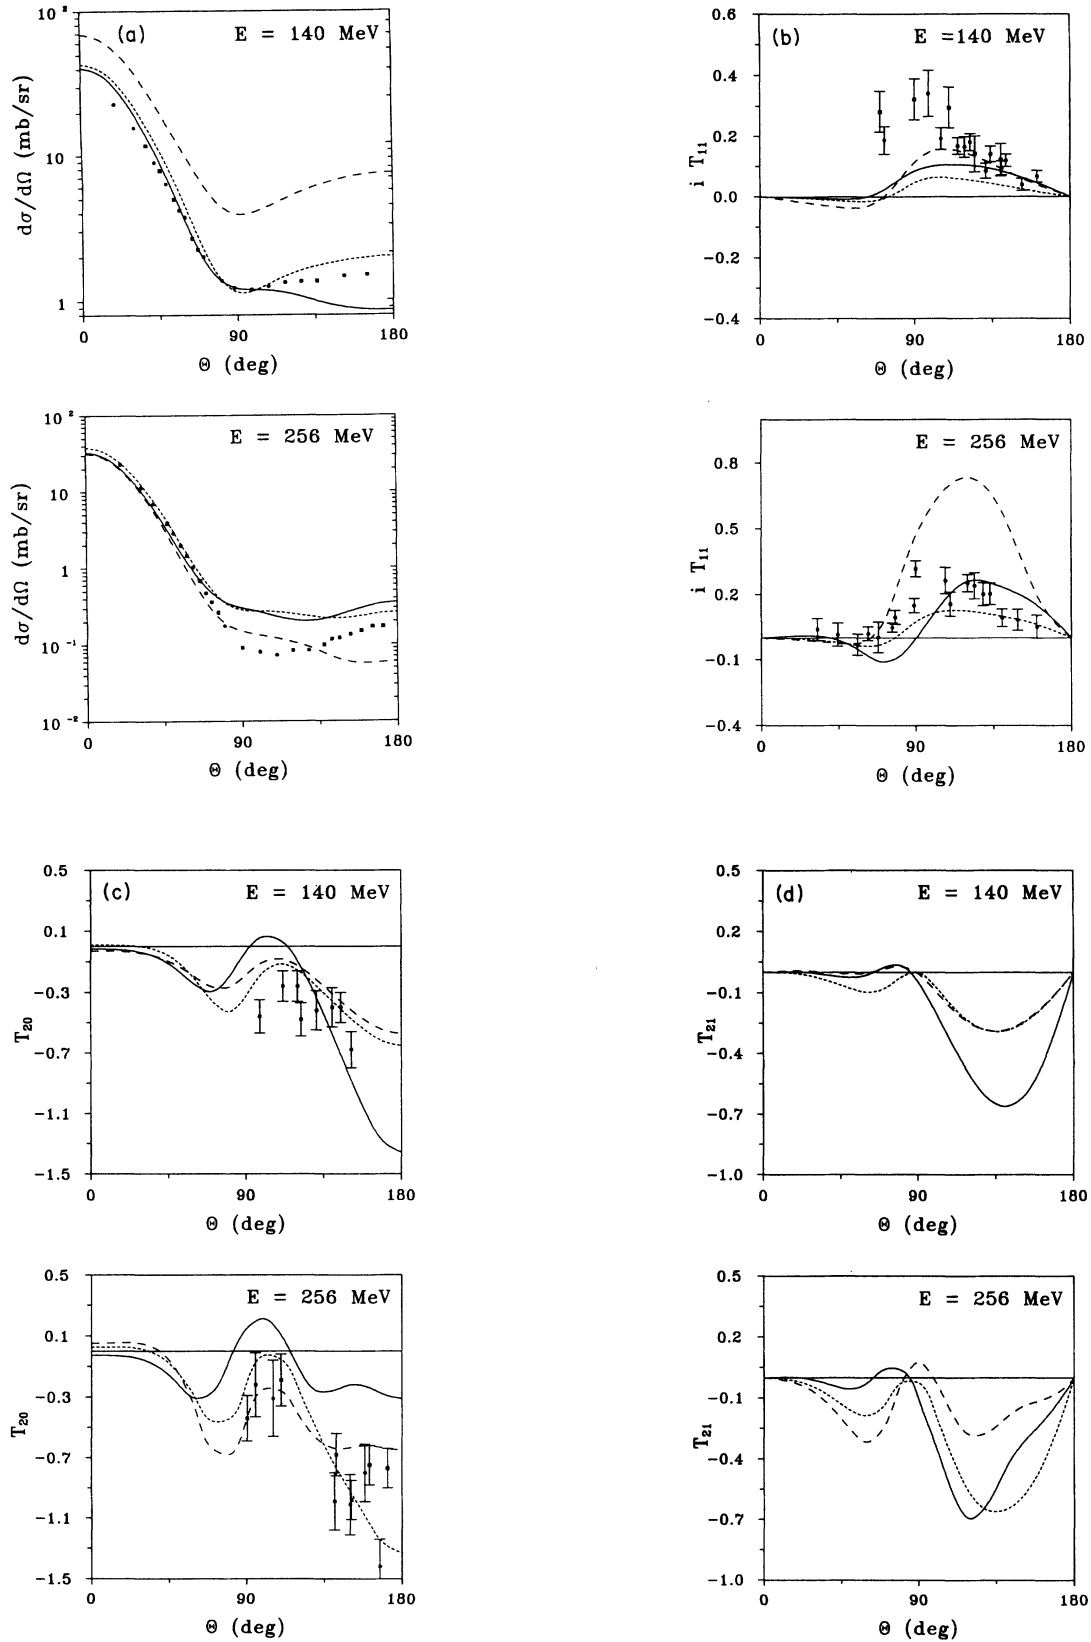 10²
(a)
E = 140 MeV
10
1
dσ/dΩ (mb/sr)
0
90
180
Θ (deg)
0.6
(b)
E =140 MeV
0.4
0.2
0.0
−0.2
−0.4
i T₁₁
0
90
180
Θ (deg)
10²
E = 256 MeV
10
1
10⁻¹
10⁻²
dσ/dΩ (mb/sr)
0
90
180
Θ (deg)
E = 256 MeV
0.8
0.5
0.2
−0.1
−0.4
i T₁₁
0
90
180
Θ (deg)
0.5
(c)
E = 140 MeV
0.1
−0.3
−0.7
−1.1
−1.5
T₂₀
0
90
180
Θ (deg)
0.5
(d)
E = 140 MeV
0.2
−0.1
−0.4
−0.7
−1.0
T₂₁
0
90
180
Θ (deg)
0.5
E = 256 MeV
0.1
−0.3
−0.7
−1.1
−1.5
T₂₀
0
90
180
Θ (deg)
0.5
E = 256 MeV
0.2
−0.1
−0.4
−0.7
−1.0
T₂₁
0
90
180
Θ (deg)